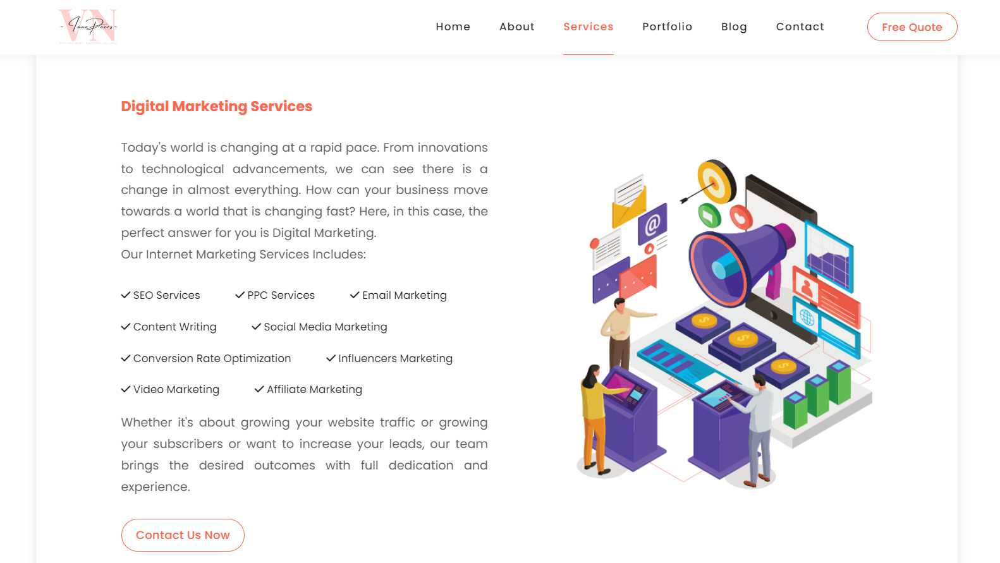 VN
InnoPeers
Home About Services Portfolio Blog Contact Free Quote
Digital Marketing Services
Today's world is changing at a rapid pace. From innovations
to technological advancements, we can see there is a
change in almost everything. How can your business move
towards a world that is changing fast? Here, in this case, the
perfect answer for you is Digital Marketing.
Our Internet Marketing Services Includes:
SEO Services PPC Services Email Marketing
Content Writing Social Media Marketing
Conversion Rate Optimization Influencers Marketing
Video Marketing Affiliate Marketing
Whether it's about growing your website traffic or growing
your subscribers or want to increase your leads, our team
brings the desired outcomes with full dedication and
experience.
Contact Us Now